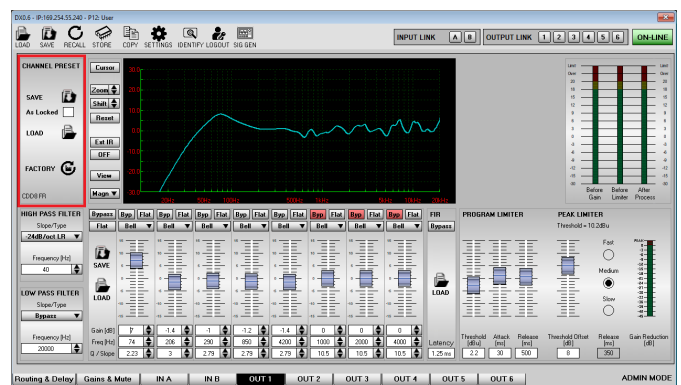 DX0.6 - IP:169.254.55.240 - P12: User
LOAD SAVE RECALL STORE COPY SETTINGS IDENTIFY LOGOUT SIG GEN
INPUT LINK A B OUTPUT LINK 1 2 3 4 5 6 ON-LINE
CHANNEL PRESET
SAVE
As Locked
LOAD
FACTORY
CDD8 FR
Cursor
Zoom
Shift
Reset
Ext IR
OFF
View
Magn
Before Gain
Before Limiter
After Process
HIGH PASS FILTER
Slope/Type
-24dB/oct LR
Frequency [Hz]
40
LOW PASS FILTER
Slope/Type
Bypass
Frequency [Hz]
20000
Bypass Byp Flat Byp Flat Byp Flat Byp Flat Byp Flat Byp Flat Byp Flat Byp Flat
Flat Bell Bell Bell Bell Bell Bell Bell Bell
SAVE
LOAD
Gain [dB] 7 -1.4 -1 -1.2 -1.4 0 0 0
Freq [Hz] 74 206 290 850 4200 1000 2000 4000
Q / Slope 2.23 3 2.79 2.79 2.79 10.5 10.5 10.5
FIR
Bypass
LOAD
Latency
1.25 ms
PROGRAM LIMITER
Threshold [dBu] Attack [ms] Release [ms]
2.2 30 500
PEAK LIMITER
Threshold = 10.2dBu
Fast
Medium
Slow
Threshold Offset [dB] Release [ms] Gain Reduction [dB]
8 350
Routing & Delay Gains & Mute IN A IN B OUT 1 OUT 2 OUT 3 OUT 4 OUT 5 OUT 6 ADMIN MODE